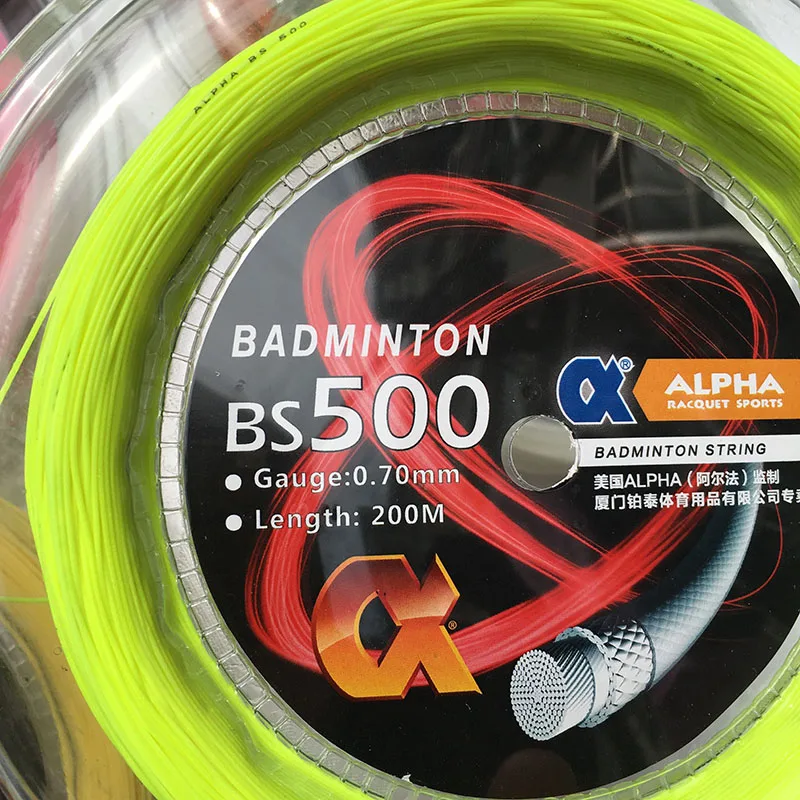 ALPHA BS 500
BADMINTON
BS500
● Gauge:0.70mm
● Length: 200M
α®
ALPHA
RACQUET SPORTS
BADMINTON STRING
美国ALPHA（阿尔法）监制
厦门铂泰体育用品有限公司专
α®